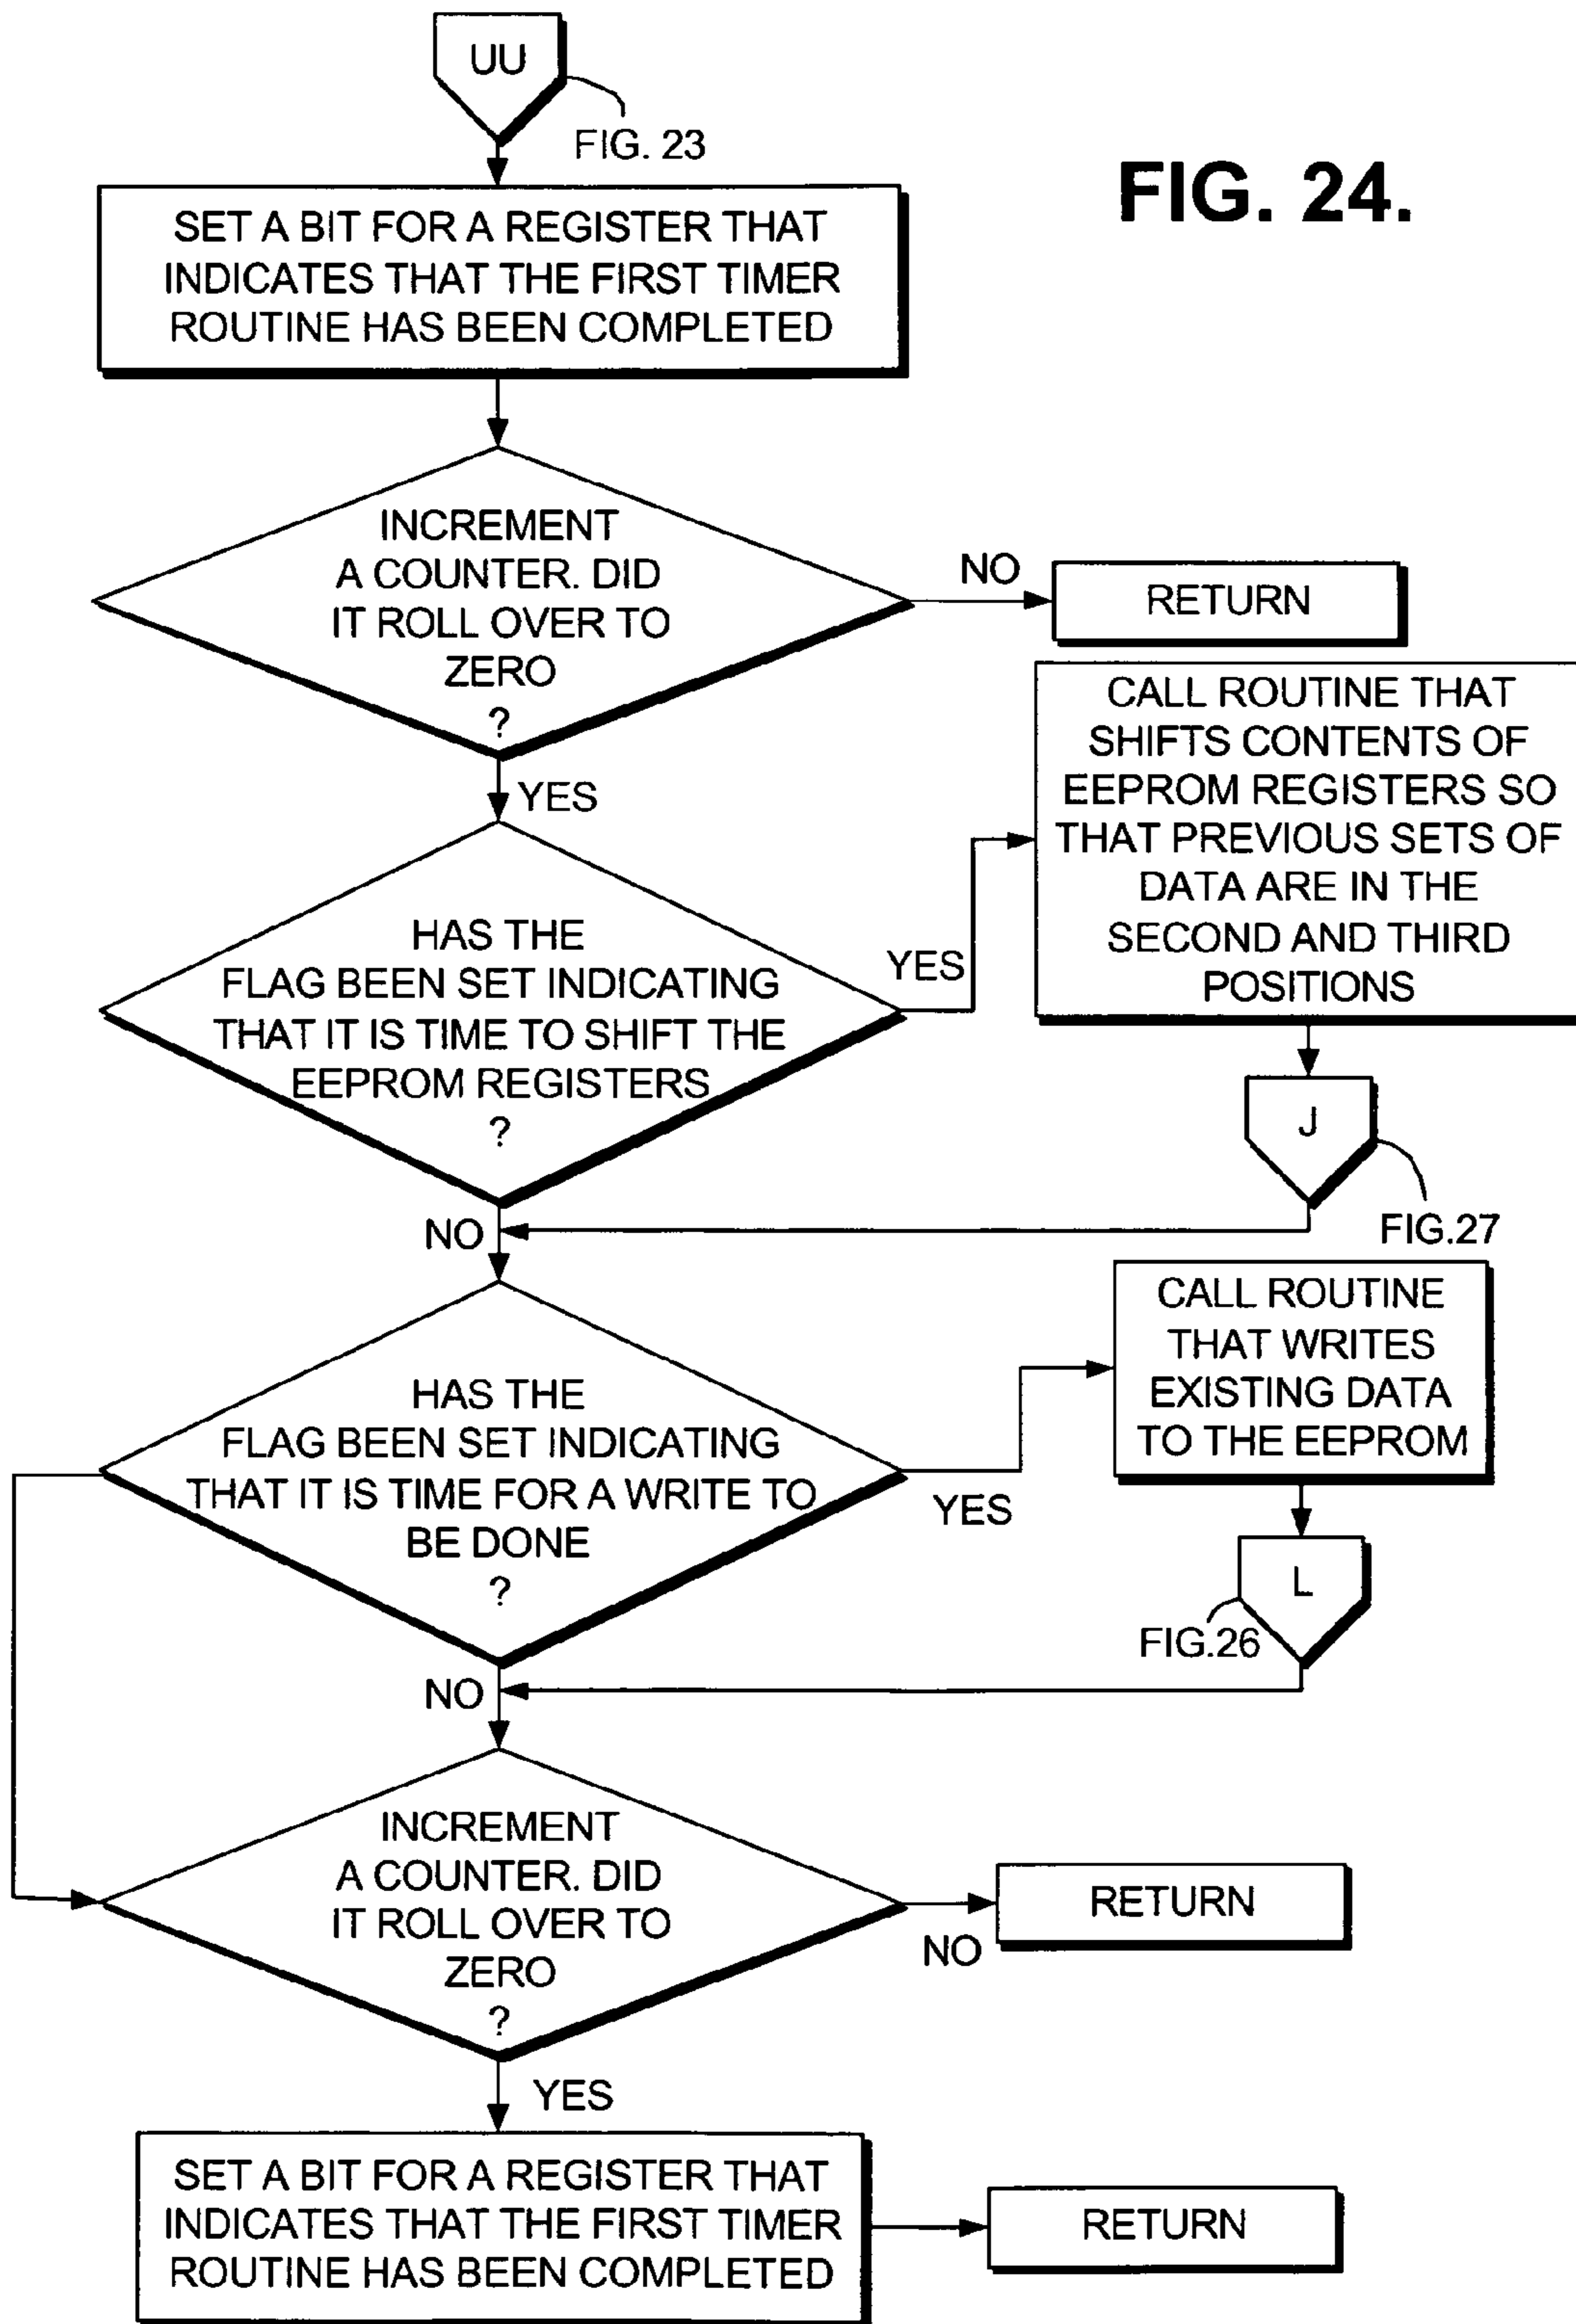 UU
FIG. 23
FIG. 24.
SET A BIT FOR A REGISTER THAT
INDICATES THAT THE FIRST TIMER
ROUTINE HAS BEEN COMPLETED
INCREMENT
A COUNTER. DID
IT ROLL OVER TO
ZERO
?
NO
RETURN
YES
CALL ROUTINE THAT
SHIFTS CONTENTS OF
EEPROM REGISTERS SO
THAT PREVIOUS SETS OF
DATA ARE IN THE
SECOND AND THIRD
POSITIONS
HAS THE
FLAG BEEN SET INDICATING
THAT IT IS TIME TO SHIFT THE
EEPROM REGISTERS
?
YES
J
FIG.27
NO
CALL ROUTINE
THAT WRITES
EXISTING DATA
TO THE EEPROM
HAS THE
FLAG BEEN SET INDICATING
THAT IT IS TIME FOR A WRITE TO
BE DONE
?
YES
L
FIG.26
NO
INCREMENT
A COUNTER. DID
IT ROLL OVER TO
ZERO
?
NO
RETURN
YES
SET A BIT FOR A REGISTER THAT
INDICATES THAT THE FIRST TIMER
ROUTINE HAS BEEN COMPLETED
RETURN